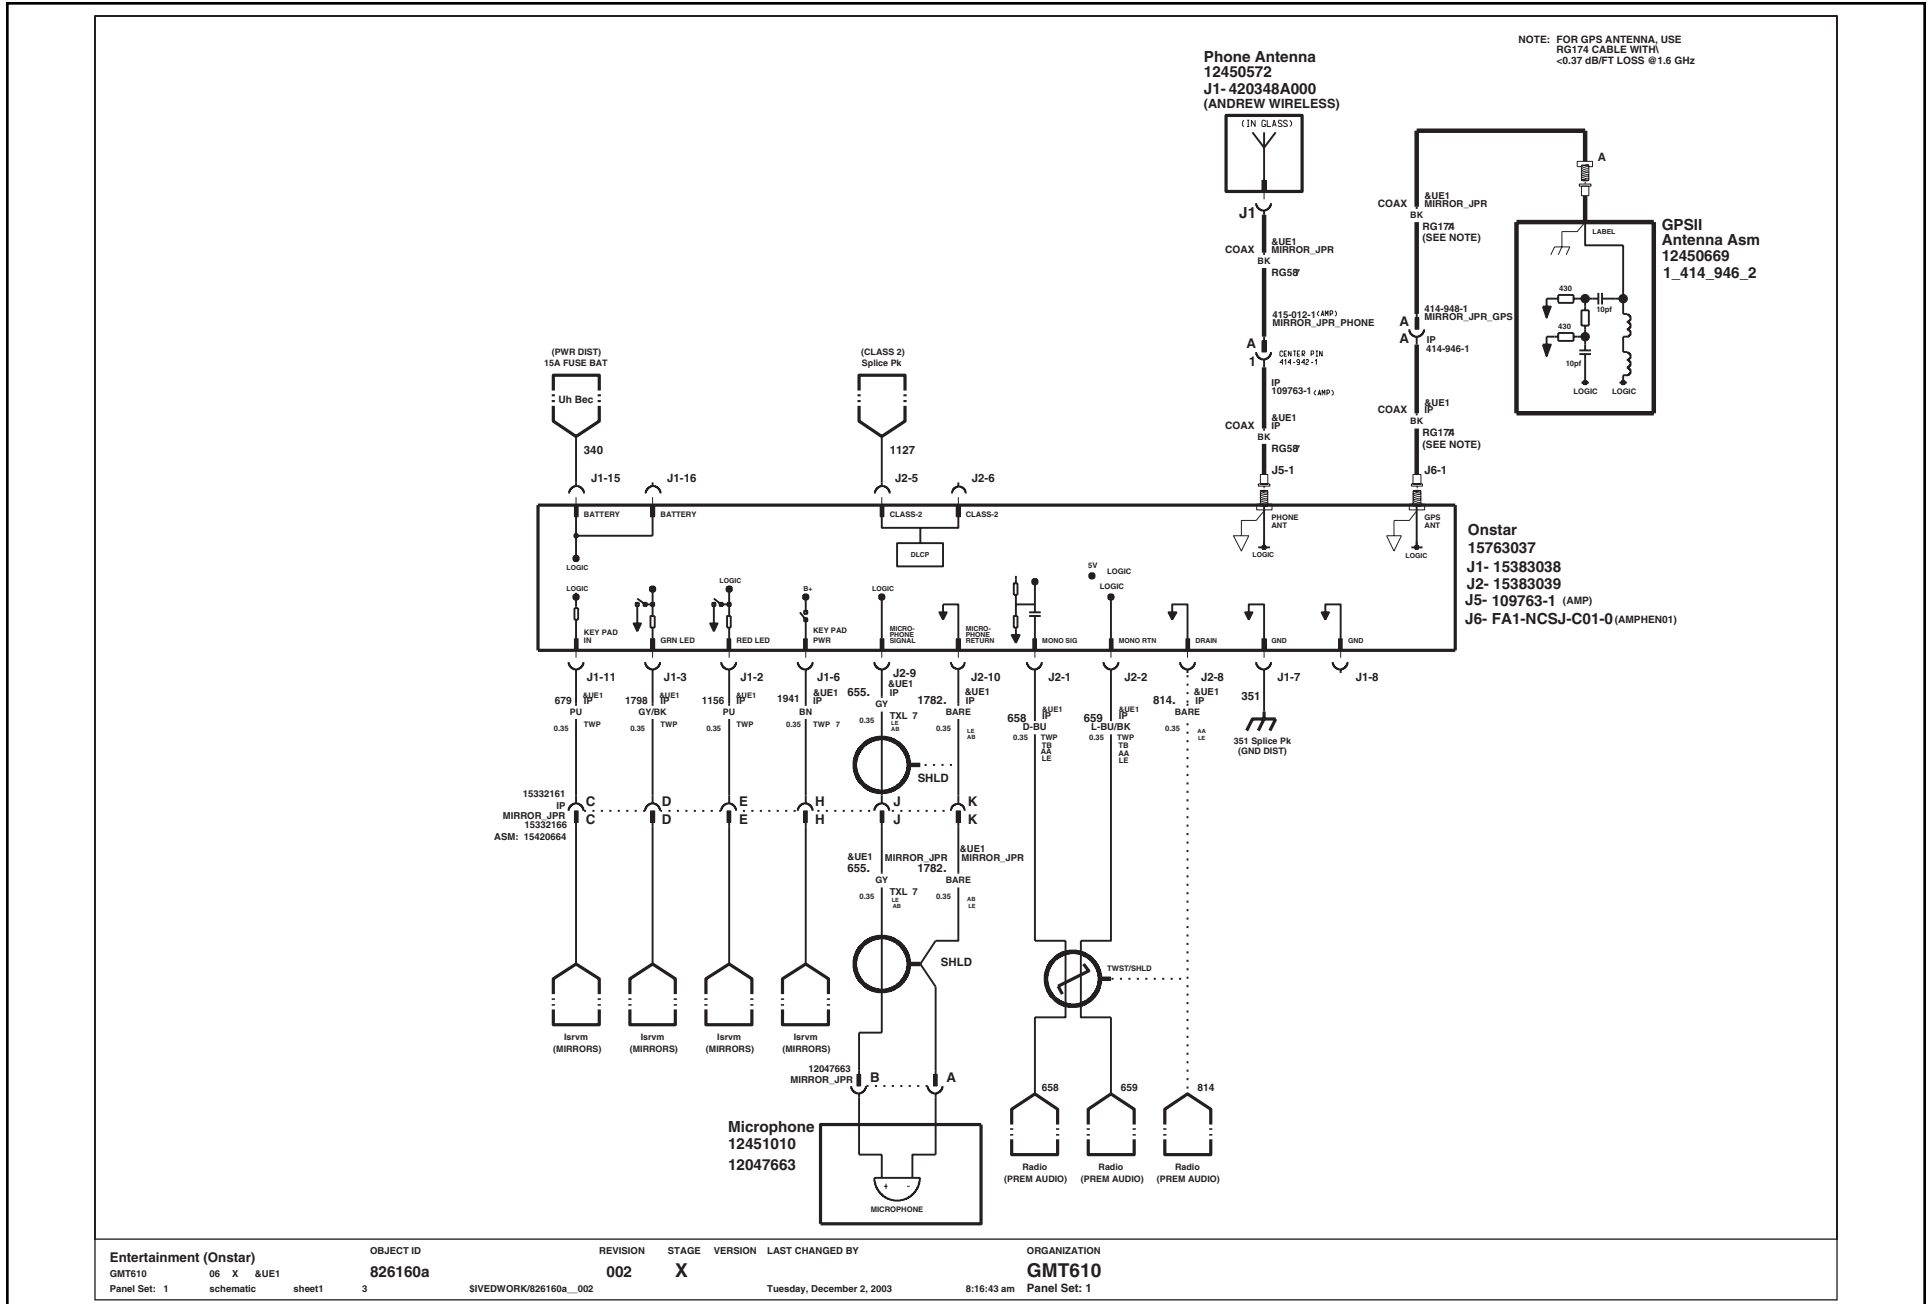 NOTE: FOR GPS ANTENNA, USE
RG174 CABLE WITH\
<0.37 dB/FT LOSS @1.6 GHz
Phone Antenna
12450572
J1- 420348A000
(ANDREW WIRELESS)
(IN GLASS)
J1
COAX
&UE1
MIRROR_JPR
BK
RG58
415-012-1 (AMP)
MIRROR_JPR_PHONE
A
1
CENTER PIN
414-942-1
IP
109763-1 (AMP)
COAX
&UE1
IP
BK
RG58
J5-1
A
COAX
&UE1
MIRROR_JPR
BK
RG174
(SEE NOTE)
414-948-1
MIRROR_JPR_GPS
A
A
IP
414-946-1
COAX
&UE1
IP
BK
RG174
(SEE NOTE)
J6-1
GPSII
Antenna Asm
12450669
1_414_946_2
LABEL
430
10pf
430
10pf
LOGIC LOGIC
(PWR DIST)
15A FUSE BAT
Uh Bec
340
J1-15 J1-16
(CLASS 2)
Splice Pk
1127
J2-5 J2-6
BATTERY BATTERY CLASS-2 CLASS-2 PHONE ANT GPS ANT
LOGIC DLCP LOGIC LOGIC
Onstar
15763037
J1- 15383038
J2- 15383039
J5- 109763-1 (AMP)
J6- FA1-NCSJ-C01-0 (AMPHEN01)
LOGIC LOGIC B+ LOGIC 5V LOGIC
LOGIC
KEY PAD IN
GRN LED
RED LED
KEY PAD PWR
MICRO-PHONE SIGNAL
MICRO-PHONE RETURN
MONO SIG
MONO RTN
DRAIN
GND
GND
J1-11 J1-3 J1-2 J1-6 J2-9 J2-10 J2-1 J2-2 J2-8 J1-7 J1-8
679 &UE1 IP
PU
0.35 TWP
1798 &UE1 IP
GY/BK
0.35 TWP
1156 &UE1 IP
PU
0.35 TWP
1941 &UE1 IP
BN
0.35 TWP 7
655. &UE1 IP
GY
0.35 TXL 7
LE
AB
1782. &UE1 IP
BARE
0.35 LE
AB
658 &UE1 IP
D-BU
0.35 TWP
TB
AA
LE
659 &UE1 IP
L-BU/BK
0.35 TWP
TB
AA
LE
814. &UE1 IP
BARE
0.35 AA
LE
351
351 Splice Pk
(GND DIST)
SHLD
15332161
IP
MIRROR_JPR
15332166
ASM: 15420664
C D E H J K
C D E H J K
&UE1 MIRROR_JPR
655.
GY
0.35 TXL 7
LE
AB
&UE1
MIRROR_JPR
1782.
BARE
0.35 AB
LE
SHLD
TWST/SHLD
Isrvm Isrvm Isrvm Isrvm
(MIRRORS) (MIRRORS) (MIRRORS) (MIRRORS)
12047663
MIRROR_JPR
B A
658 659 814
Microphone
12451010
12047663
+ -
MICROPHONE
Radio Radio Radio
(PREM AUDIO) (PREM AUDIO) (PREM AUDIO)
Entertainment (Onstar) OBJECT ID REVISION STAGE VERSION LAST CHANGED BY ORGANIZATION
GMT610 06 X &UE1 826160a 002 X GMT610
Panel Set: 1 schematic sheet1 3 $IVEDWORK/826160a__002 Tuesday, December 2, 2003 8:16:43 am Panel Set: 1